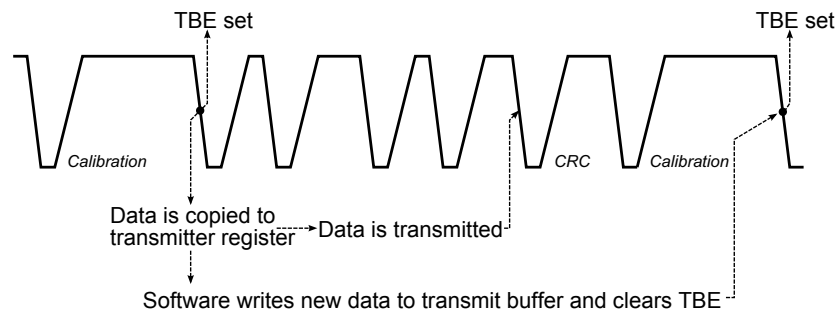 TBE set
TBE set
Calibration
CRC
Calibration
Data is copied to
transmitter register
Data is transmitted
Software writes new data to transmit buffer and clears TBE